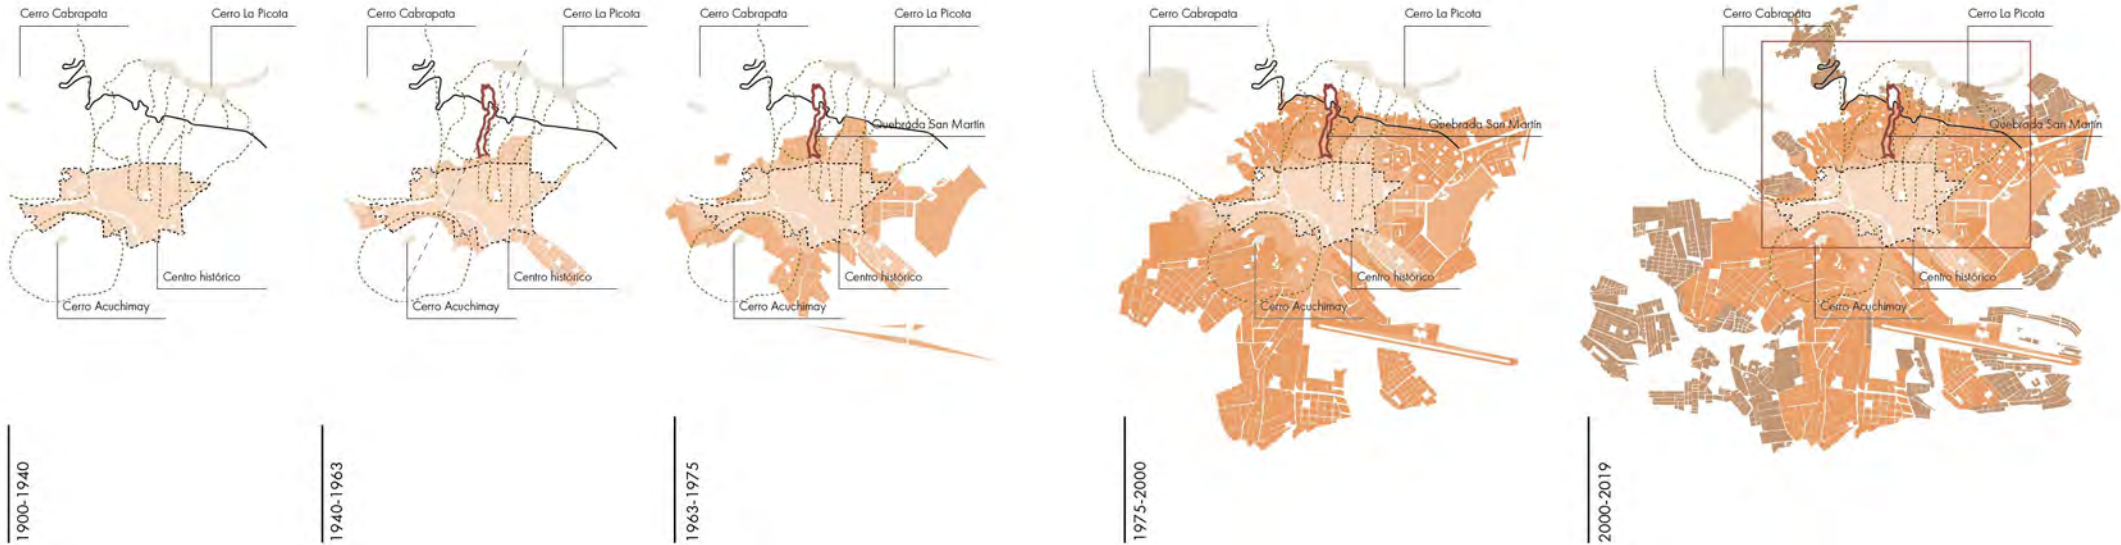 Cerro Cabrapata
Cerro La Picota
Centro histórico
Cerro Acuchimay
1900-1940
Cerro Cabrapata
Cerro La Picota
Centro histórico
Cerro Acuchimay
1940-1963
Cerro Cabrapata
Cerro La Picota
Quebrada San Martín
Centro histórico
Cerro Acuchimay
1963-1975
Cerro Cabrapata
Cerro La Picota
Quebrada San Martín
Centro histórico
Cerro Acuchimay
1975-2000
Cerro Cabrapata
Cerro La Picota
Quebrada San Martín
Centro histórico
Cerro Acuchimay
2000-2019